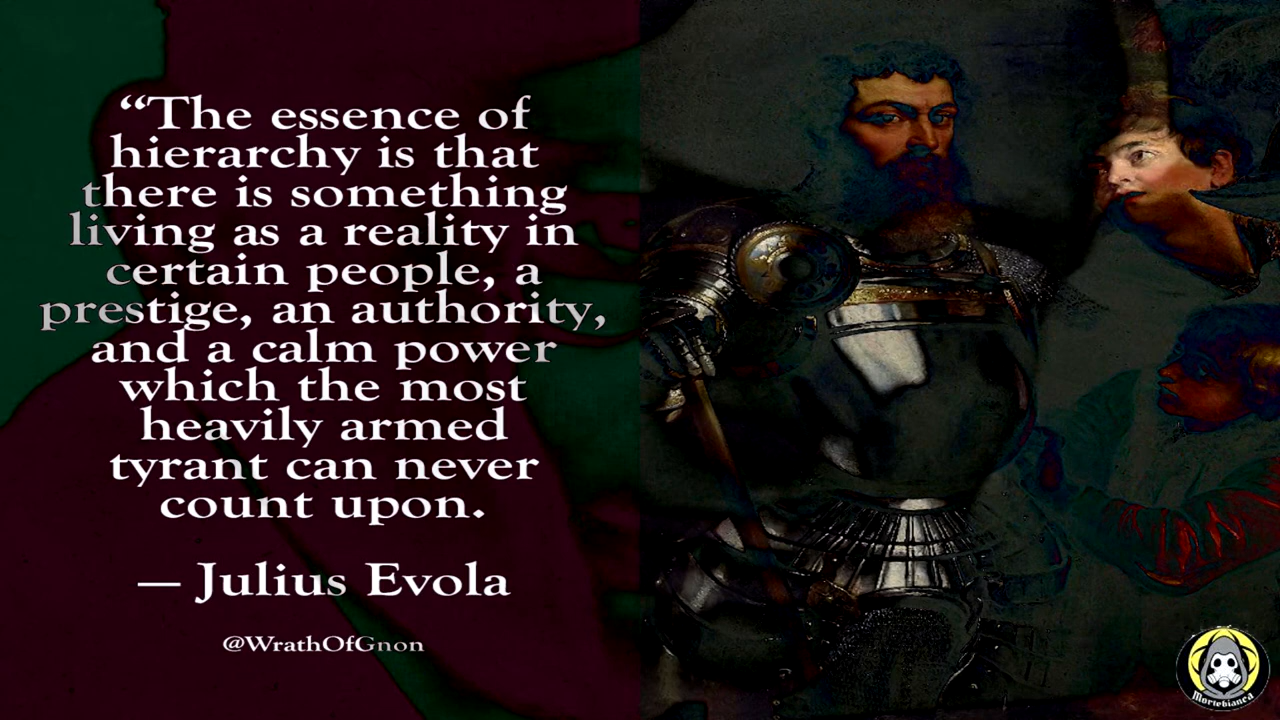 “The essence of
hierarchy is that
there is something
living as a reality in
certain people, a
prestige, an authority,
and a calm power
which the most
heavily armed
tyrant can never
count upon.
— Julius Evola
@WrathOfGnon
Mortebianca